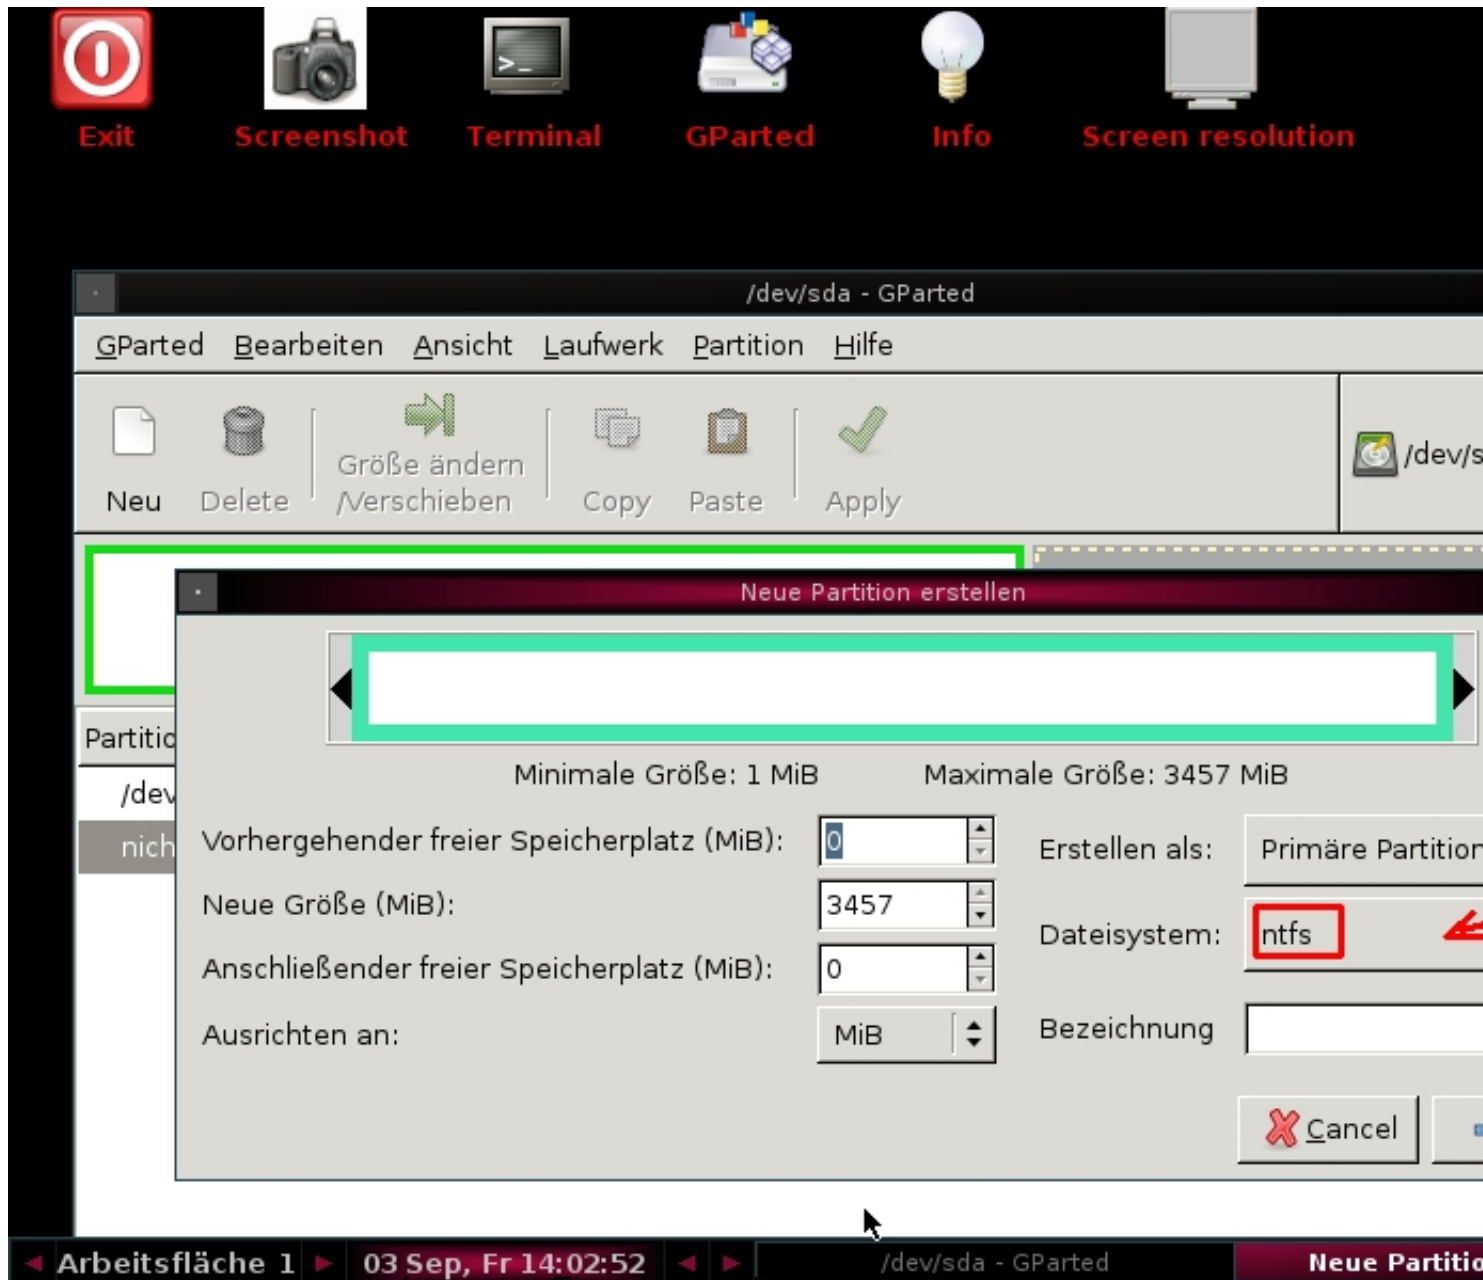 Exit Screenshot Terminal GParted Info Screen resolution
/dev/sda - GParted
GParted Bearbeiten Ansicht Laufwerk Partition Hilfe
Größe ändern
/dev/s
Neu Delete /Verschieben Copy Paste Apply
Neue Partition erstellen
Partitio
Minimale Größe: 1 MiB Maximale Größe: 3457 MiB
/dev
Vorhergehender freier Speicherplatz (MiB): 0 Erstellen als: Primäre Partition
nich
Neue Größe (MiB): 3457
Dateisystem: ntfs
Anschließender freier Speicherplatz (MiB): 0
Ausrichten an: MiB Bezeichnung
Cancel
Arbeitsfläche 1 03 Sep, Fr 14:02:52 /dev/sda - GParted Neue Partitio